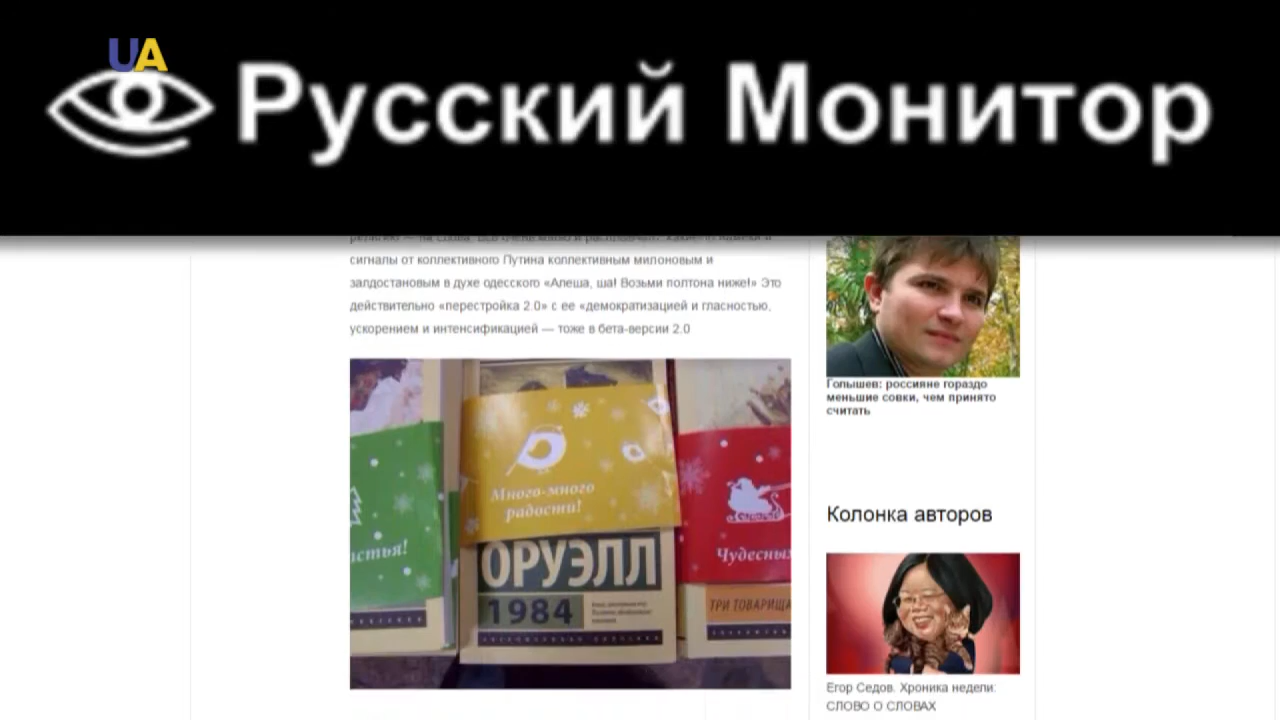 UA
Русский Монитор
сигналы от коллективного Путина коллективным милоновым и
залдостановым в духе одесского «Алеша, ша! Возьми полтона ниже!» Это
действительно «перестройка 2.0» с ее «демократизацией и гласностью,
ускорением и интенсификацией — тоже в бета-версии 2.0
Много-много
радости!
ОРУЭЛЛ
1984
ТРИ ТОВАРИЩА
Голышев: россияне гораздо
меньшие совки, чем принято
считать
Колонка авторов
Егор Седов. Хроника недели:
СЛОВО О СЛОВАХ